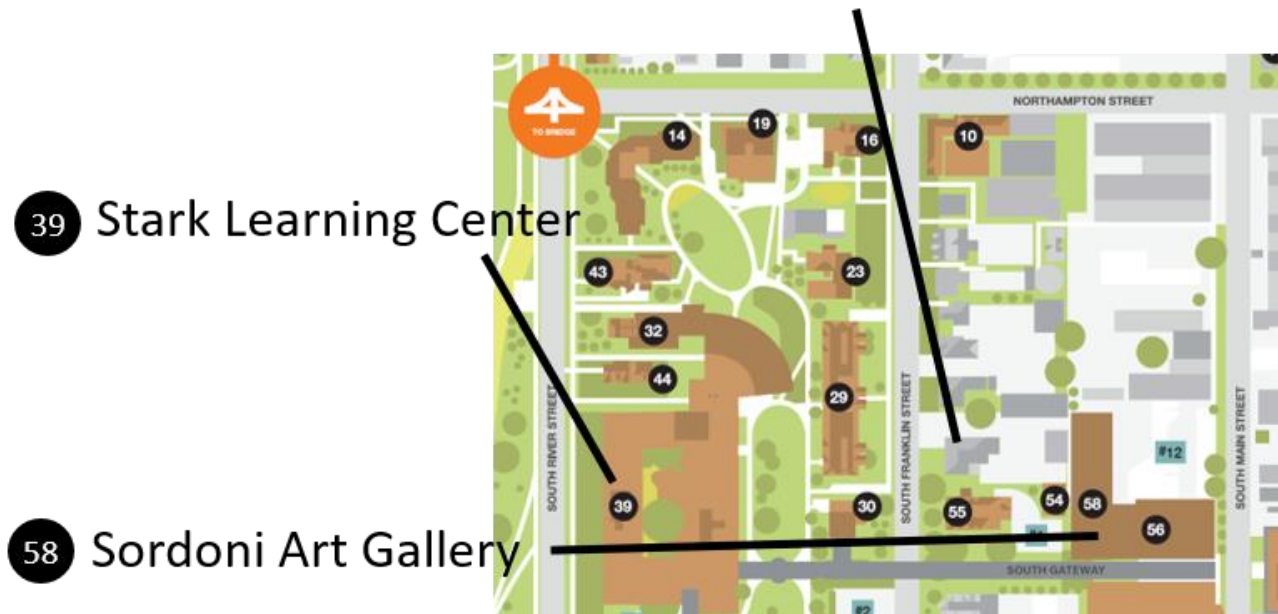 NORTHAMPTON STREET
TO BRIDGE
14
19
16
10
39 Stark Learning Center
43
23
32
44
29
SOUTH RIVER STREET
SOUTH FRANKLIN STREET
SOUTH MAIN STREET
#12
39
30
55
54
58
56
58 Sordoni Art Gallery
SOUTH GATEWAY
#2